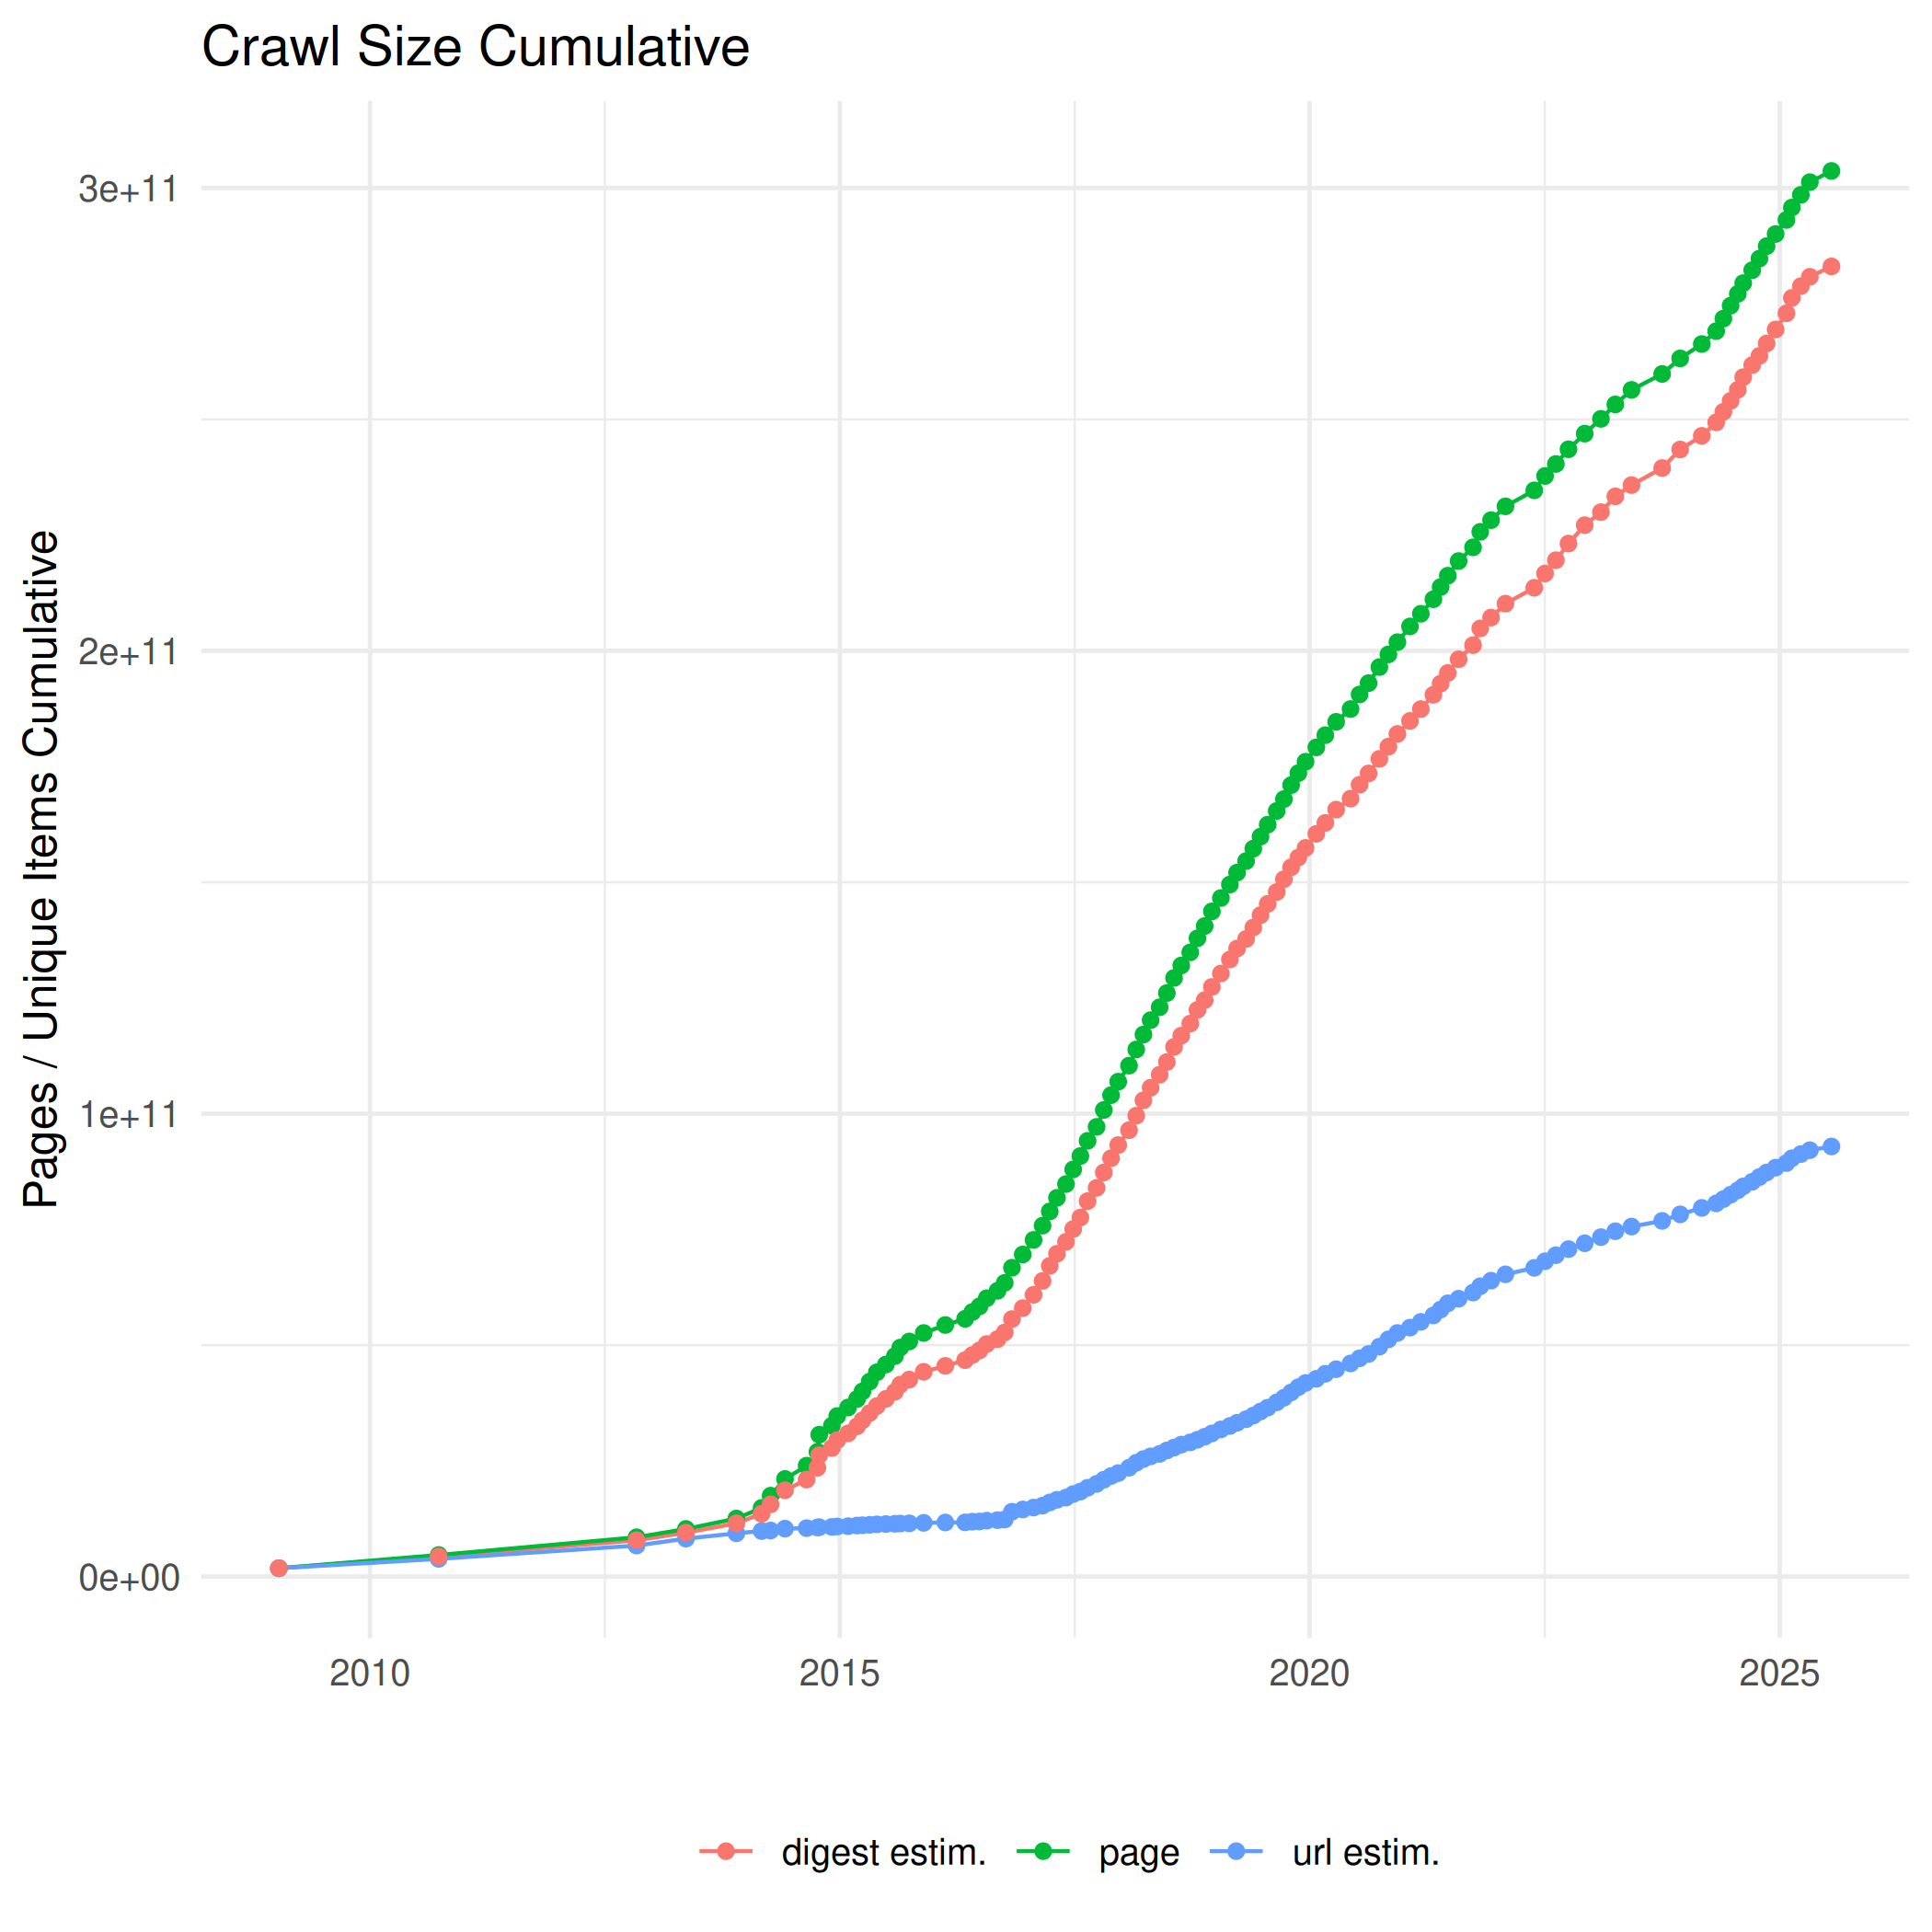 Crawl Size Cumulative
Pages / Unique Items Cumulative
3e+11
2e+11
1e+11
0e+00
2010 2015 2020 2025
digest estim. page url estim.